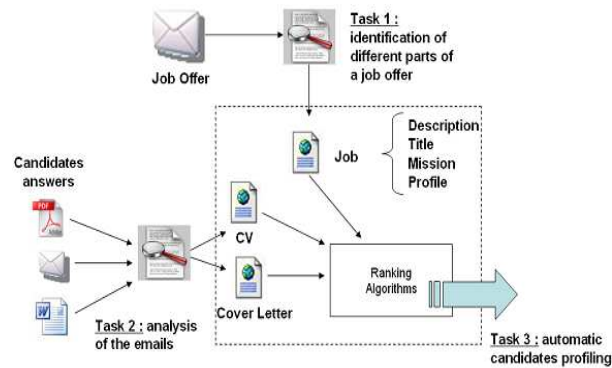 Task 1 :
identification of
different parts of
a job offer
Job Offer
Description
Title
Mission
Profile
Job
Candidates
answers
PDF
CV
Cover Letter
Ranking
Algorithms
W
Task 2 : analysis
of the emails
Task 3 : automatic
candidates profiling